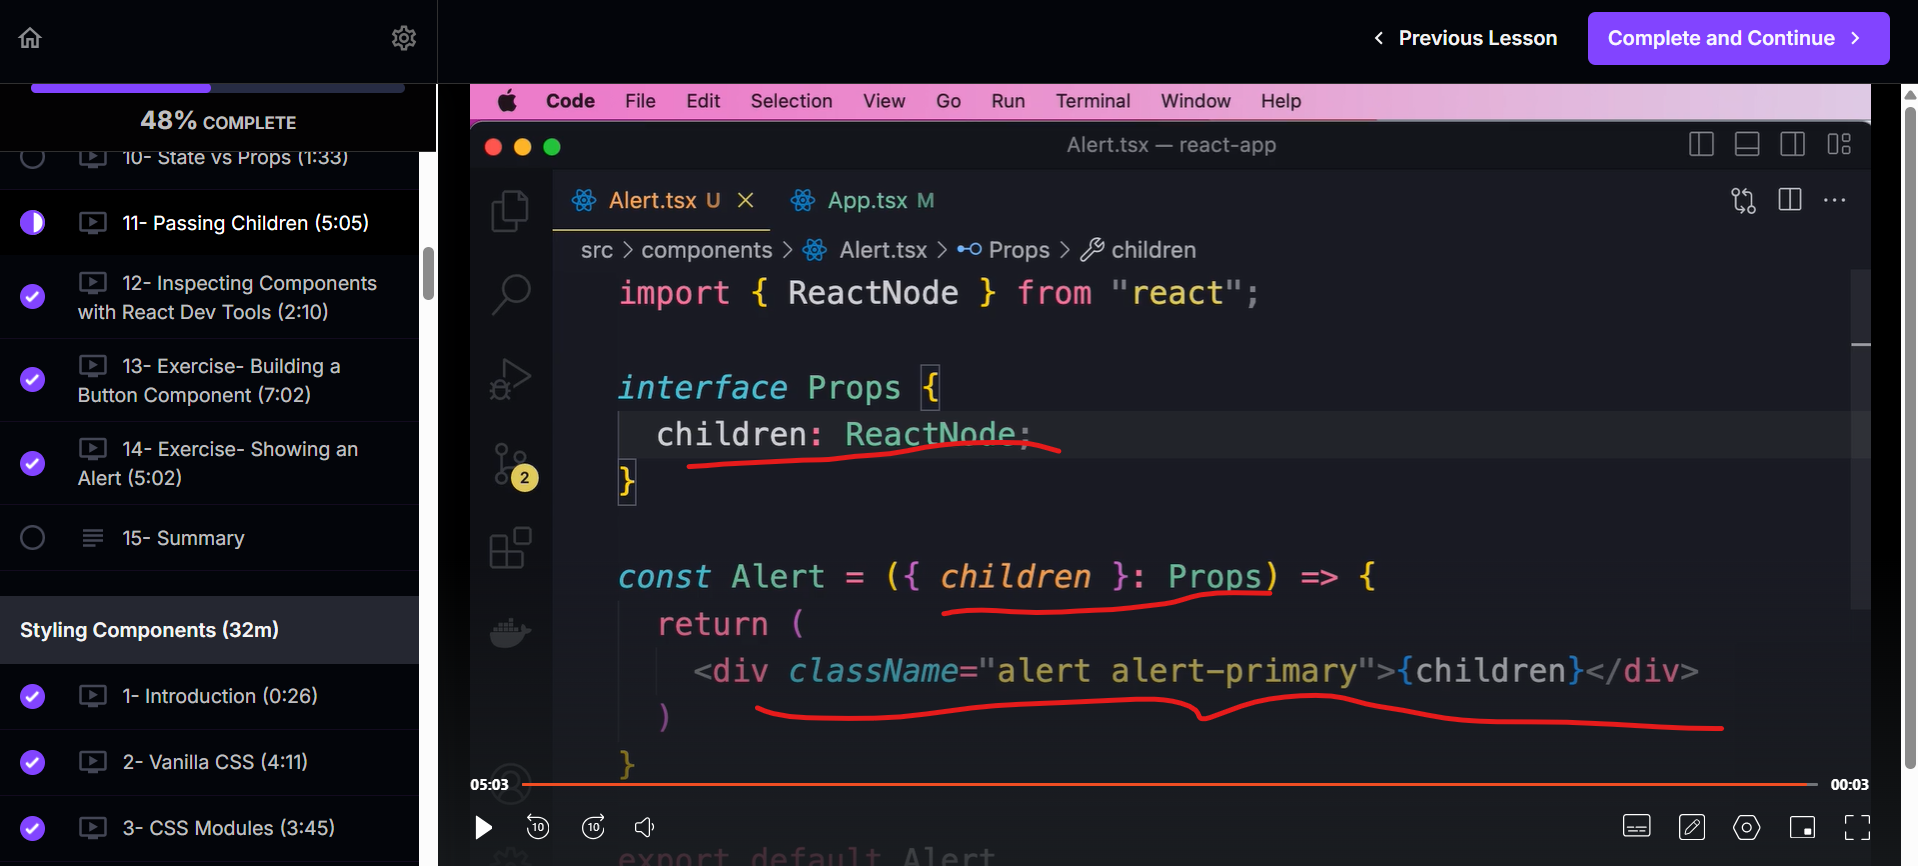 Previous Lesson
Complete and Continue
48% COMPLETE
10- State vs Props (1:33)
11- Passing Children (5:05)
12- Inspecting Components
with React Dev Tools (2:10)
13- Exercise- Building a
Button Component (7:02)
14- Exercise- Showing an
Alert (5:02)
15- Summary
Styling Components (32m)
1- Introduction (0:26)
2- Vanilla CSS (4:11)
3- CSS Modules (3:45)
Code File Edit Selection View Go Run Terminal Window Help
Alert.tsx — react-app
Alert.tsx U App.tsx M
src > components > Alert.tsx > Props > children
import { ReactNode } from "react";
interface Props {
children: ReactNode;
}
2
const Alert = ({ children }: Props) => {
return (
<div className="alert alert-primary">{children}</div>
)
}
05:03 00:03
10 10
export default Alert